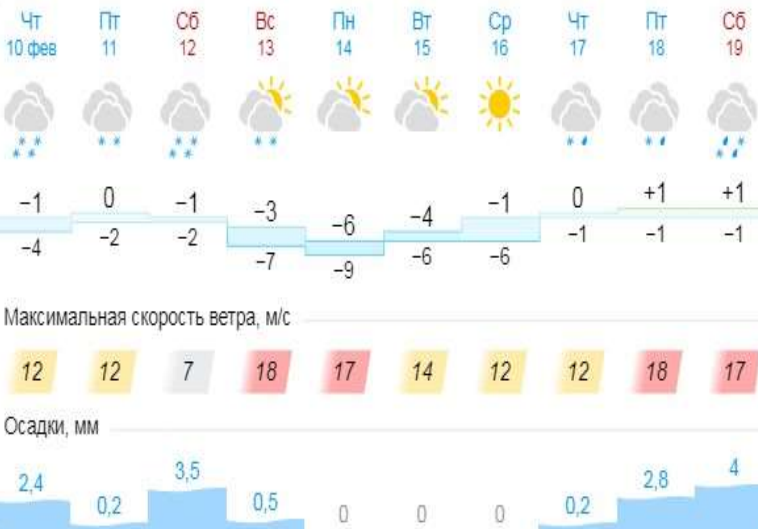 Чт Пт Сб Вс Пн Вт Ср Чт Пт Сб
10 фев 11 12 13 14 15 16 17 18 19
−1 0 −1 −3 −6 −4 −1 0 +1 +1
−4 −2 −2 −7 −9 −6 −6 −1 −1 −1
Максимальная скорость ветра, м/с
12 12 7 18 17 14 12 12 18 17
Осадки, мм
2,4 0,2 3,5 0,5 0 0 0 0,2 2,8 4